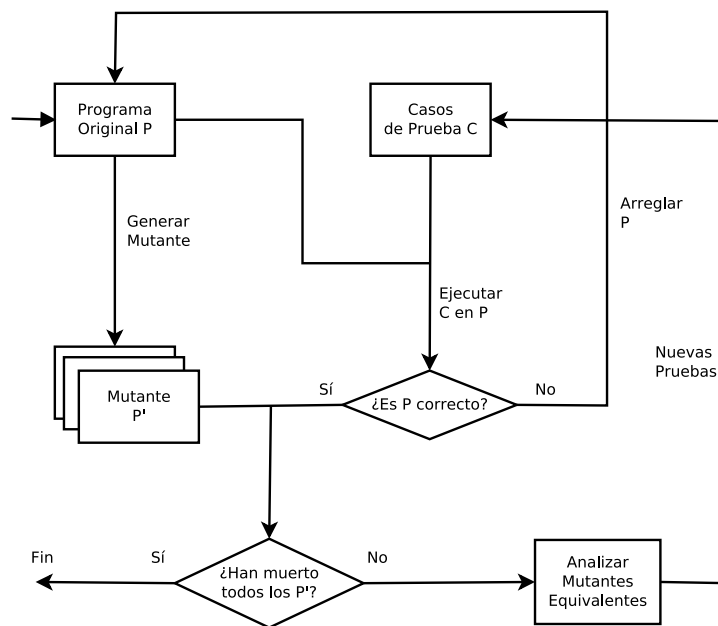 Programa
Original P
Casos
de Prueba C
Arreglar
P
Generar
Mutante
Ejecutar
C en P
Nuevas
Pruebas
Mutante
P'
Sí
¿Es P correcto?
No
Fin
Sí
¿Han muerto
todos los P'?
No
Analizar
Mutantes
Equivalentes